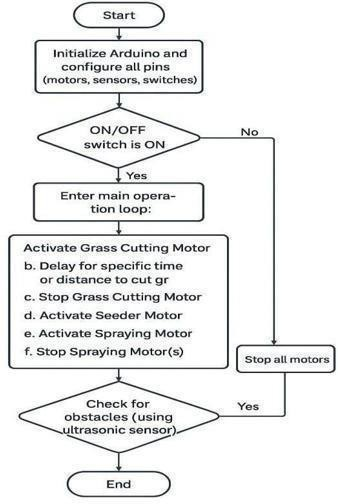 Start
Initialize Arduino and
configure all pins
(motors, sensors, switches)
ON/OFF
switch is ON
No
Yes
Enter main opera-
tion loop:
Activate Grass Cutting Motor
b. Delay for specific time
or distance to cut gr
c. Stop Grass Cutting Motor
d. Activate Seeder Motor
e. Activate Spraying Motor
f. Stop Spraying Motor(s)
Stop all motors
Check for
obstacles (using
ultrasonic sensor)
Yes
End